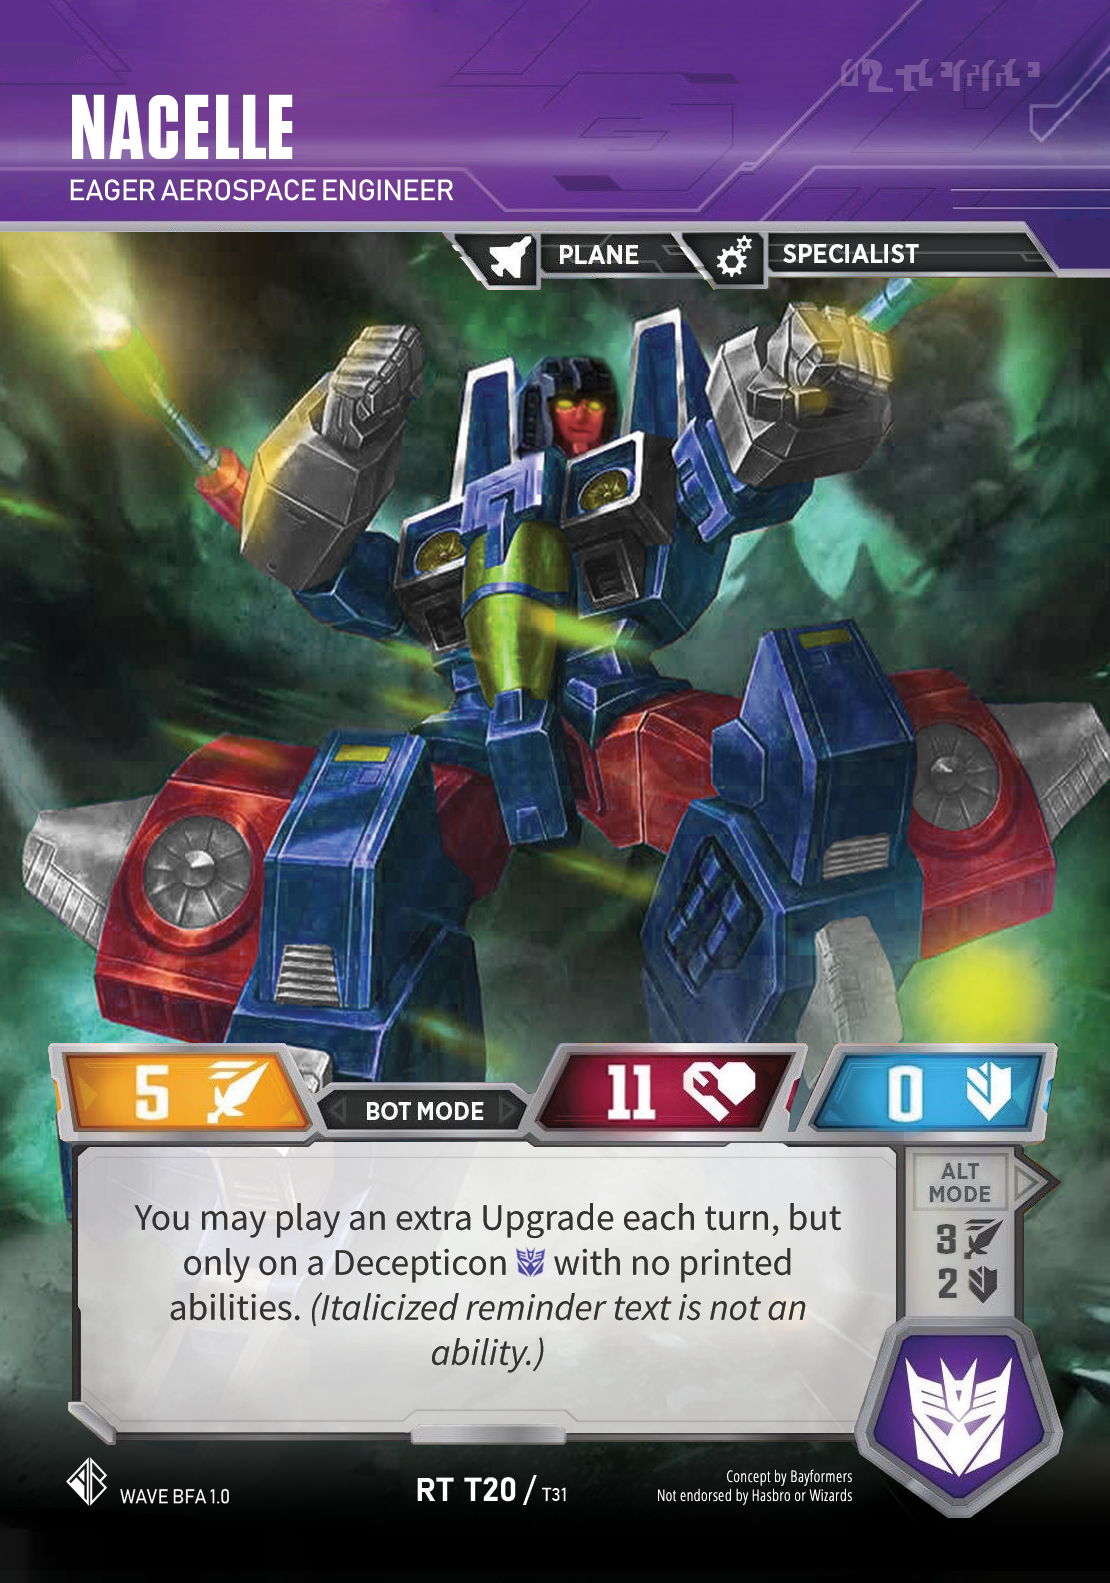 NACELLE
EAGER AEROSPACE ENGINEER
PLANE
SPECIALIST
5
BOT MODE
11
0
You may play an extra Upgrade each turn, but
only on a Decepticon with no printed
abilities. (Italicized reminder text is not an
ability.)
ALT
MODE
3
2
WAVE BFA 1.0
RT T20 / T31
Concept by Bayformers
Not endorsed by Hasbro or Wizards